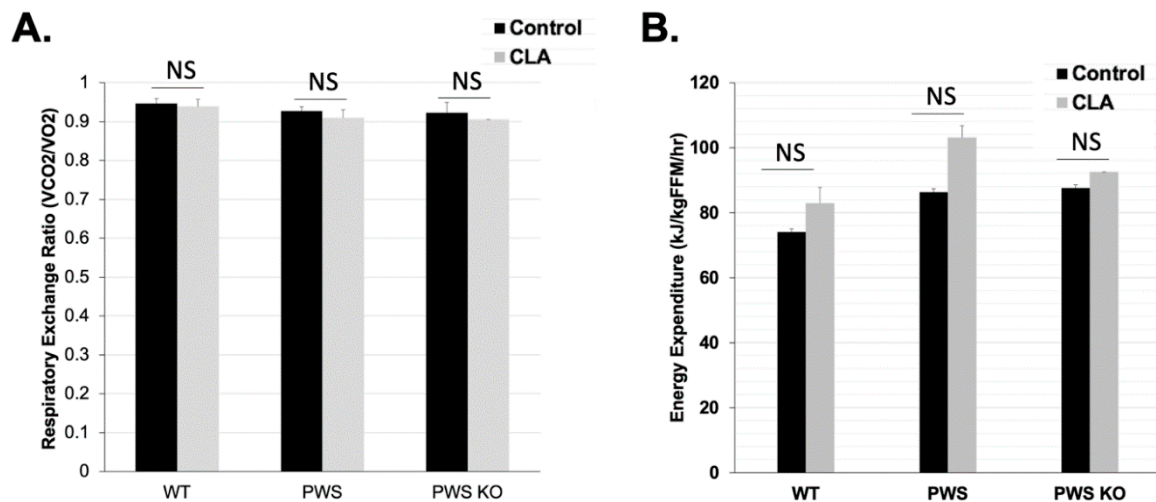 A.
Control
CLA
NS
NS
NS
Respiratory Exchange Ratio (VCO2/VO2)
1
0.9
0.8
0.7
0.6
0.5
0.4
0.3
0.2
0.1
0
WT
PWS
PWS KO
B.
Control
CLA
NS
NS
NS
Energy Expenditure (kJ/kgFFM/hr)
120
100
80
60
40
20
0
WT
PWS
PWS KO